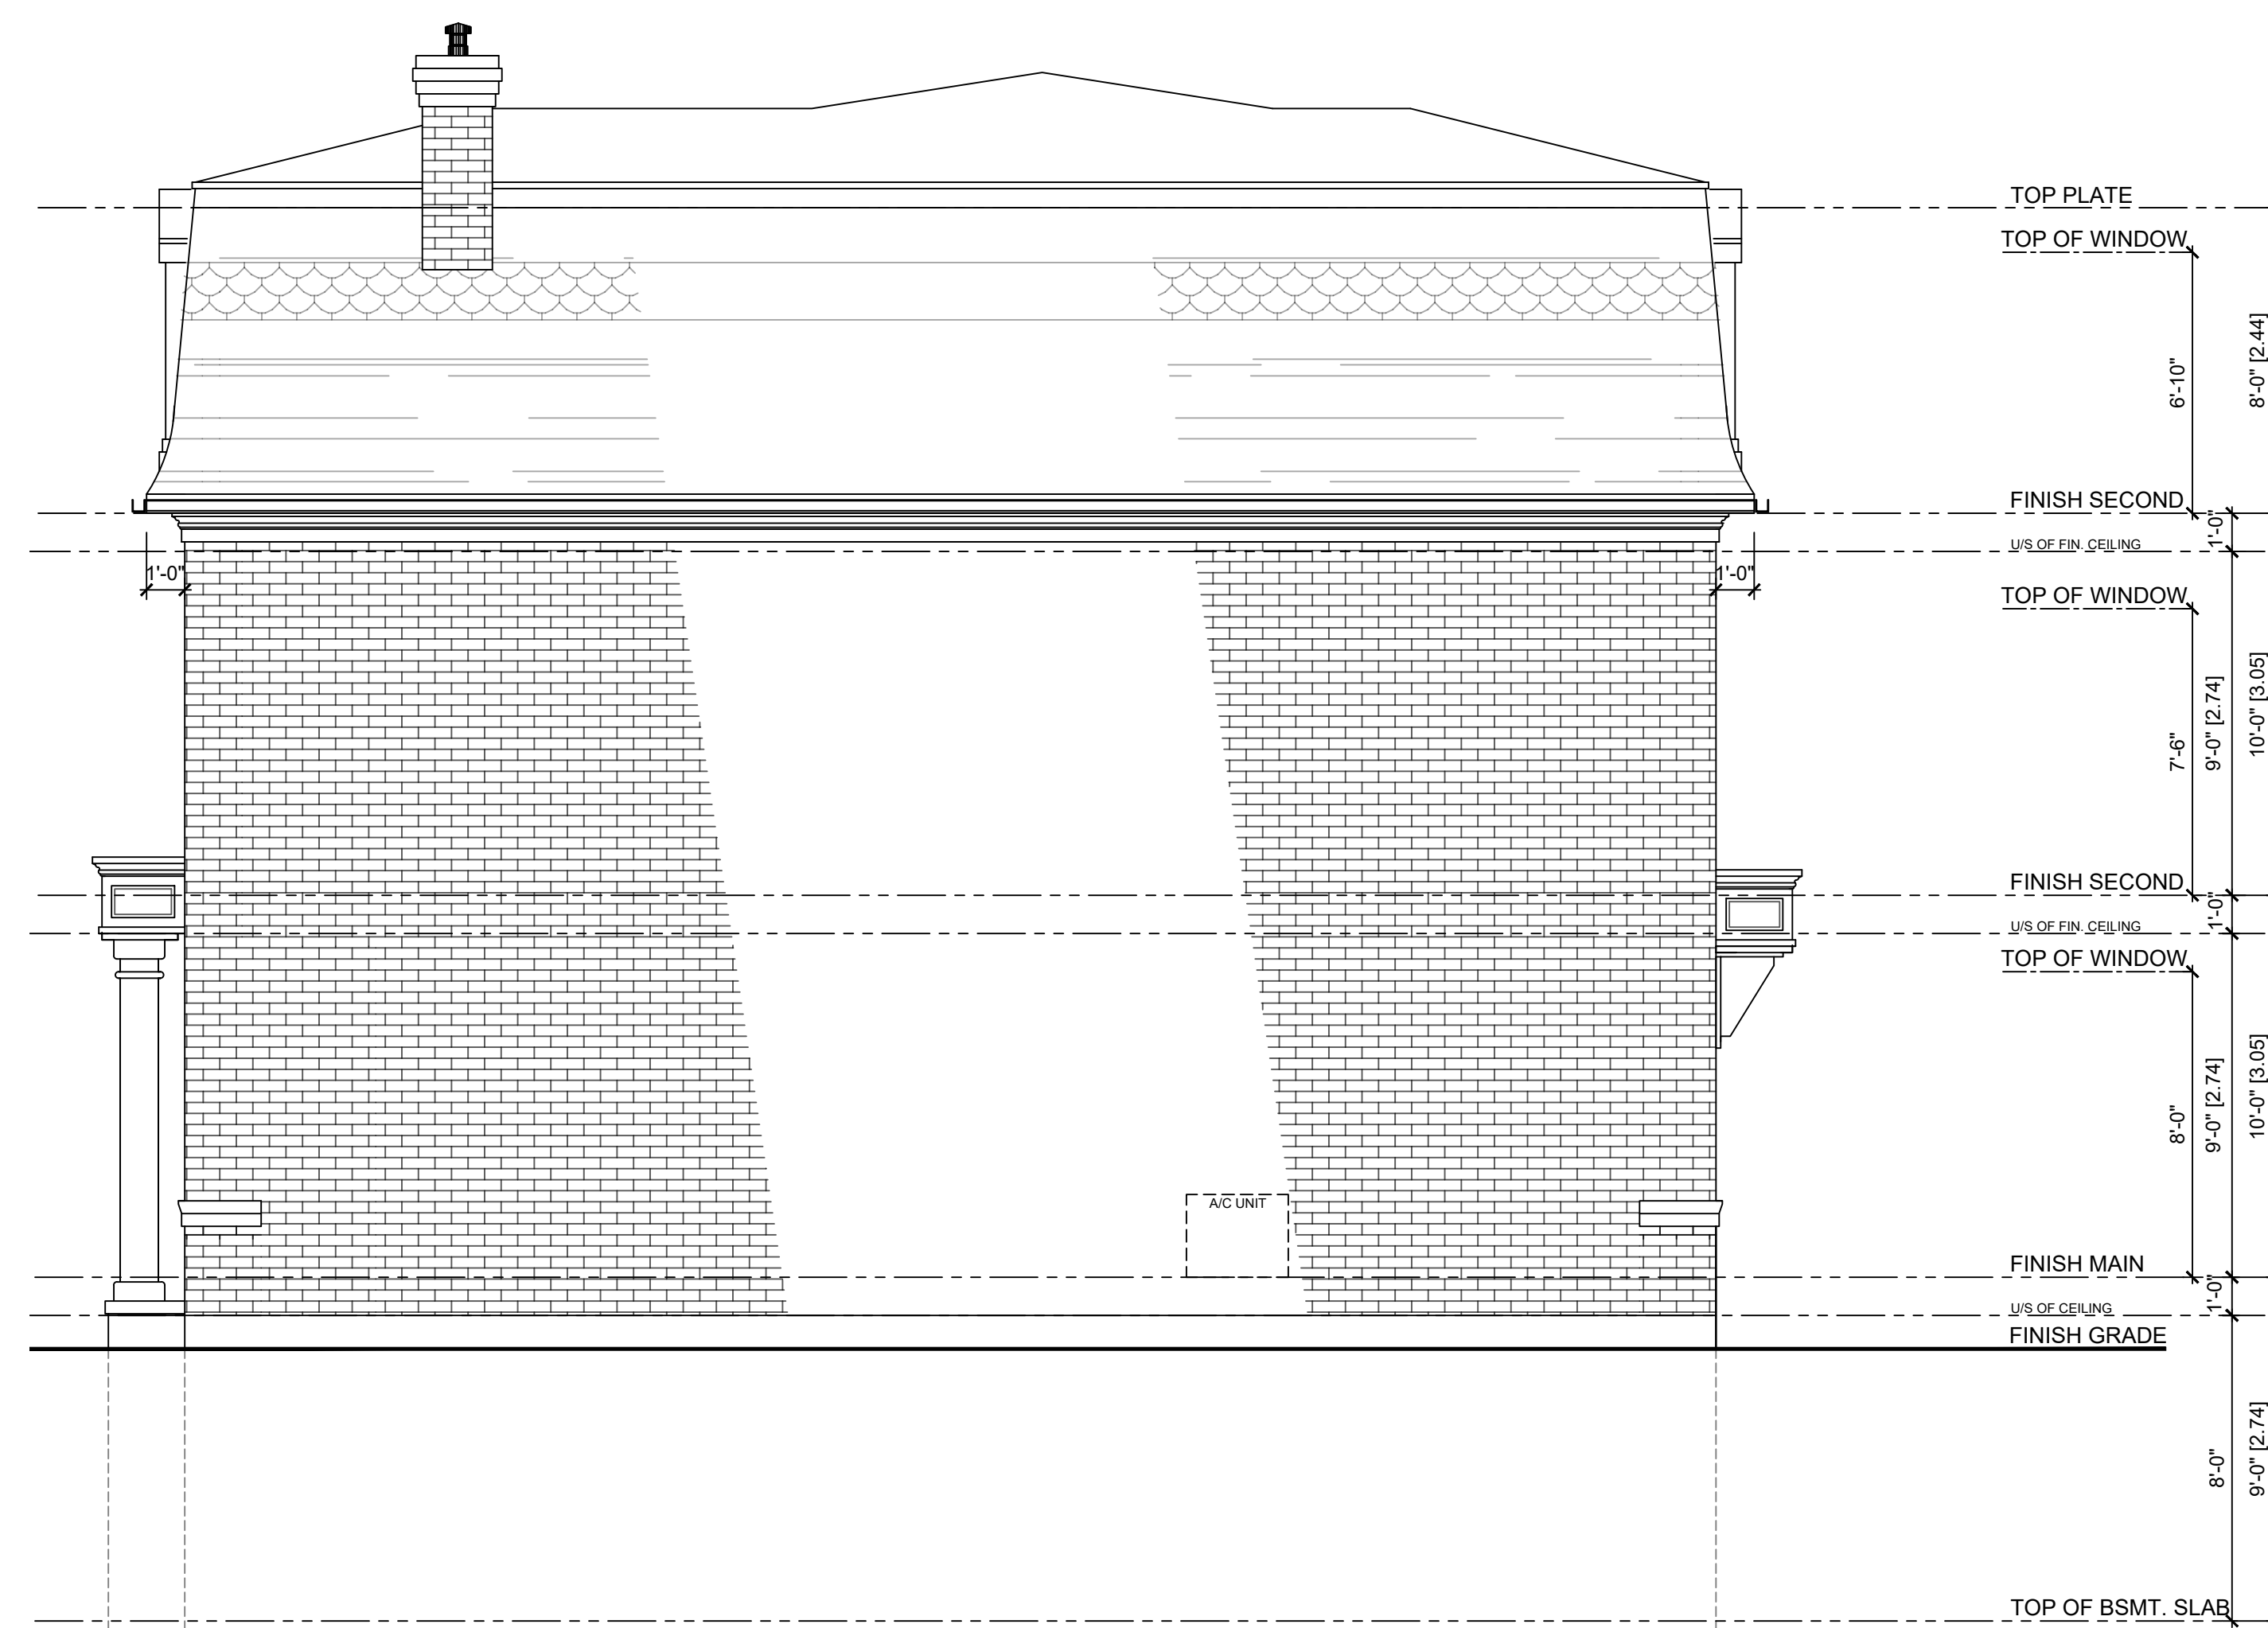 TOP PLATE
TOP OF WINDOW
8'-0" [2.44]
6'-10"
FINISH SECOND
1'-0"
U/S OF FIN. CEILING
1'-0"
1'-0"
TOP OF WINDOW
10'-0" [3.05]
9'-0" [2.74]
7'-6"
FINISH SECOND
1'-0"
U/S OF FIN. CEILING
TOP OF WINDOW
10'-0" [3.05]
9'-0" [2.74]
8'-0"
A/C UNIT
FINISH MAIN
1'-0"
U/S OF CEILING
FINISH GRADE
9'-0" [2.74]
8'-0"
TOP OF BSMT. SLAB